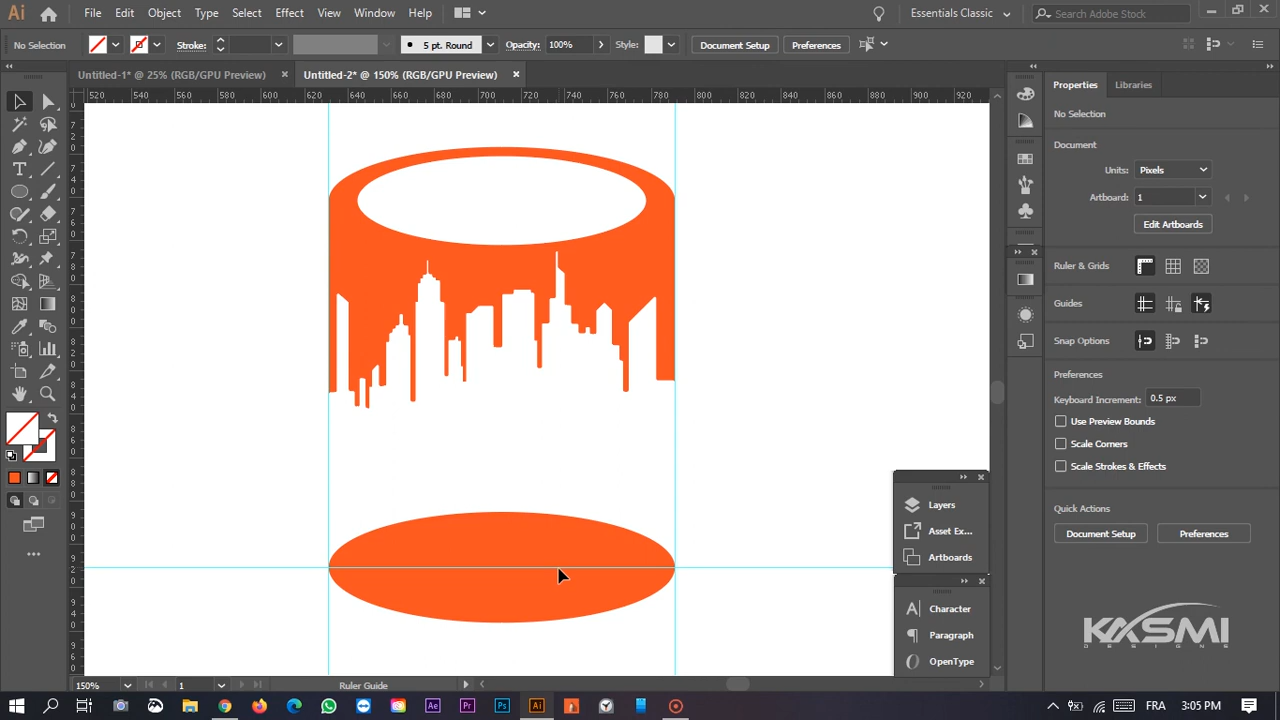 Ai
File Edit Object Type Select Effect View Window Help
Essentials Classic
Search Adobe Stock
No Selection
Stroke:
5 pt. Round
Opacity: 100%
Style:
Document Setup
Preferences
Untitled-1* @ 25% (RGB/GPU Preview)
Untitled-2* @ 150% (RGB/GPU Preview)
520 540 560 580 600 620 640 660 680 700 720 740 760 780 800 820 840 860 880 900 920
Properties Libraries
No Selection
Document
Units: Pixels
Artboard: 1
Edit Artboards
Ruler & Grids
Guides
Snap Options
Preferences
Keyboard Increment: 0.5 px
Use Preview Bounds
Scale Corners
Scale Strokes & Effects
Quick Actions
Document Setup
Preferences
Layers
Asset Ex...
Artboards
Character
Paragraph
OpenType
KASMI
DESIGNS
150%
1
Ruler Guide
Ae Pr Ps Ai
FRA 3:05 PM